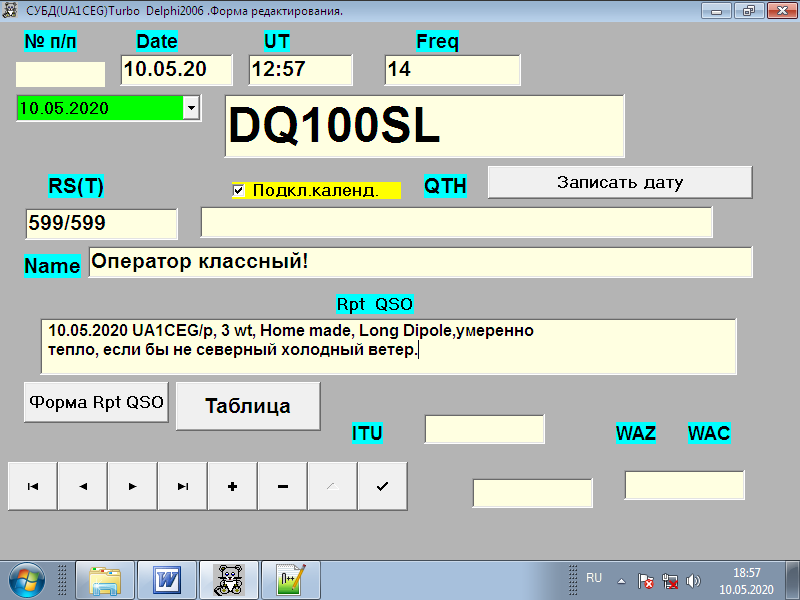 СУБД(UA1CEG)Turbo Delphi2006 .Форма редактирования.
№ п/п Date UT Freq
10.05.20 12:57 14
10.05.2020
DQ100SL
RS(T) Подкл.календ. QTH Записать дату
599/599
Name Оператор классный!
Rpt QSO
10.05.2020 UA1CEG/p, 3 wt, Home made, Long Dipole,умеренно
тепло, если бы не северный холодный ветер.
Форма Rpt QSO Таблица
ITU WAZ WAC
RU 18:57
10.05.2020